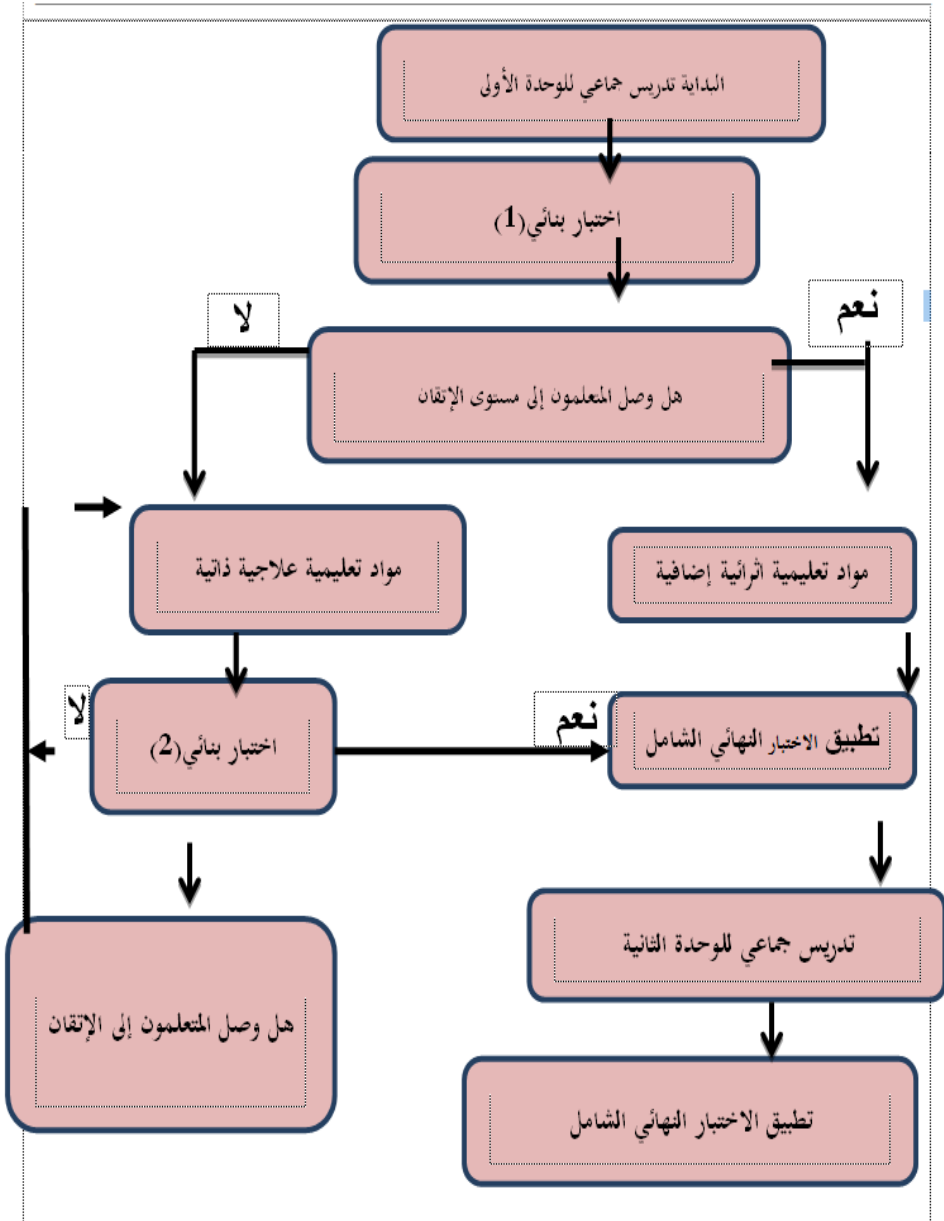 البداية تدريس جماعي للوحدة الأولى
اختبار بنائي(1)
نعم
لا
هل وصل المتعلمون إلى مستوى الإتقان
مواد تعليمية اثرائية إضافية
مواد تعليمية علاجية ذاتية
نعم
لا
تطبيق الاختبار النهائي الشامل
اختبار بنائي(2)
تدريس جماعي للوحدة الثانية
هل وصل المتعلمون إلى الإتقان
تطبيق الاختبار النهائي الشامل